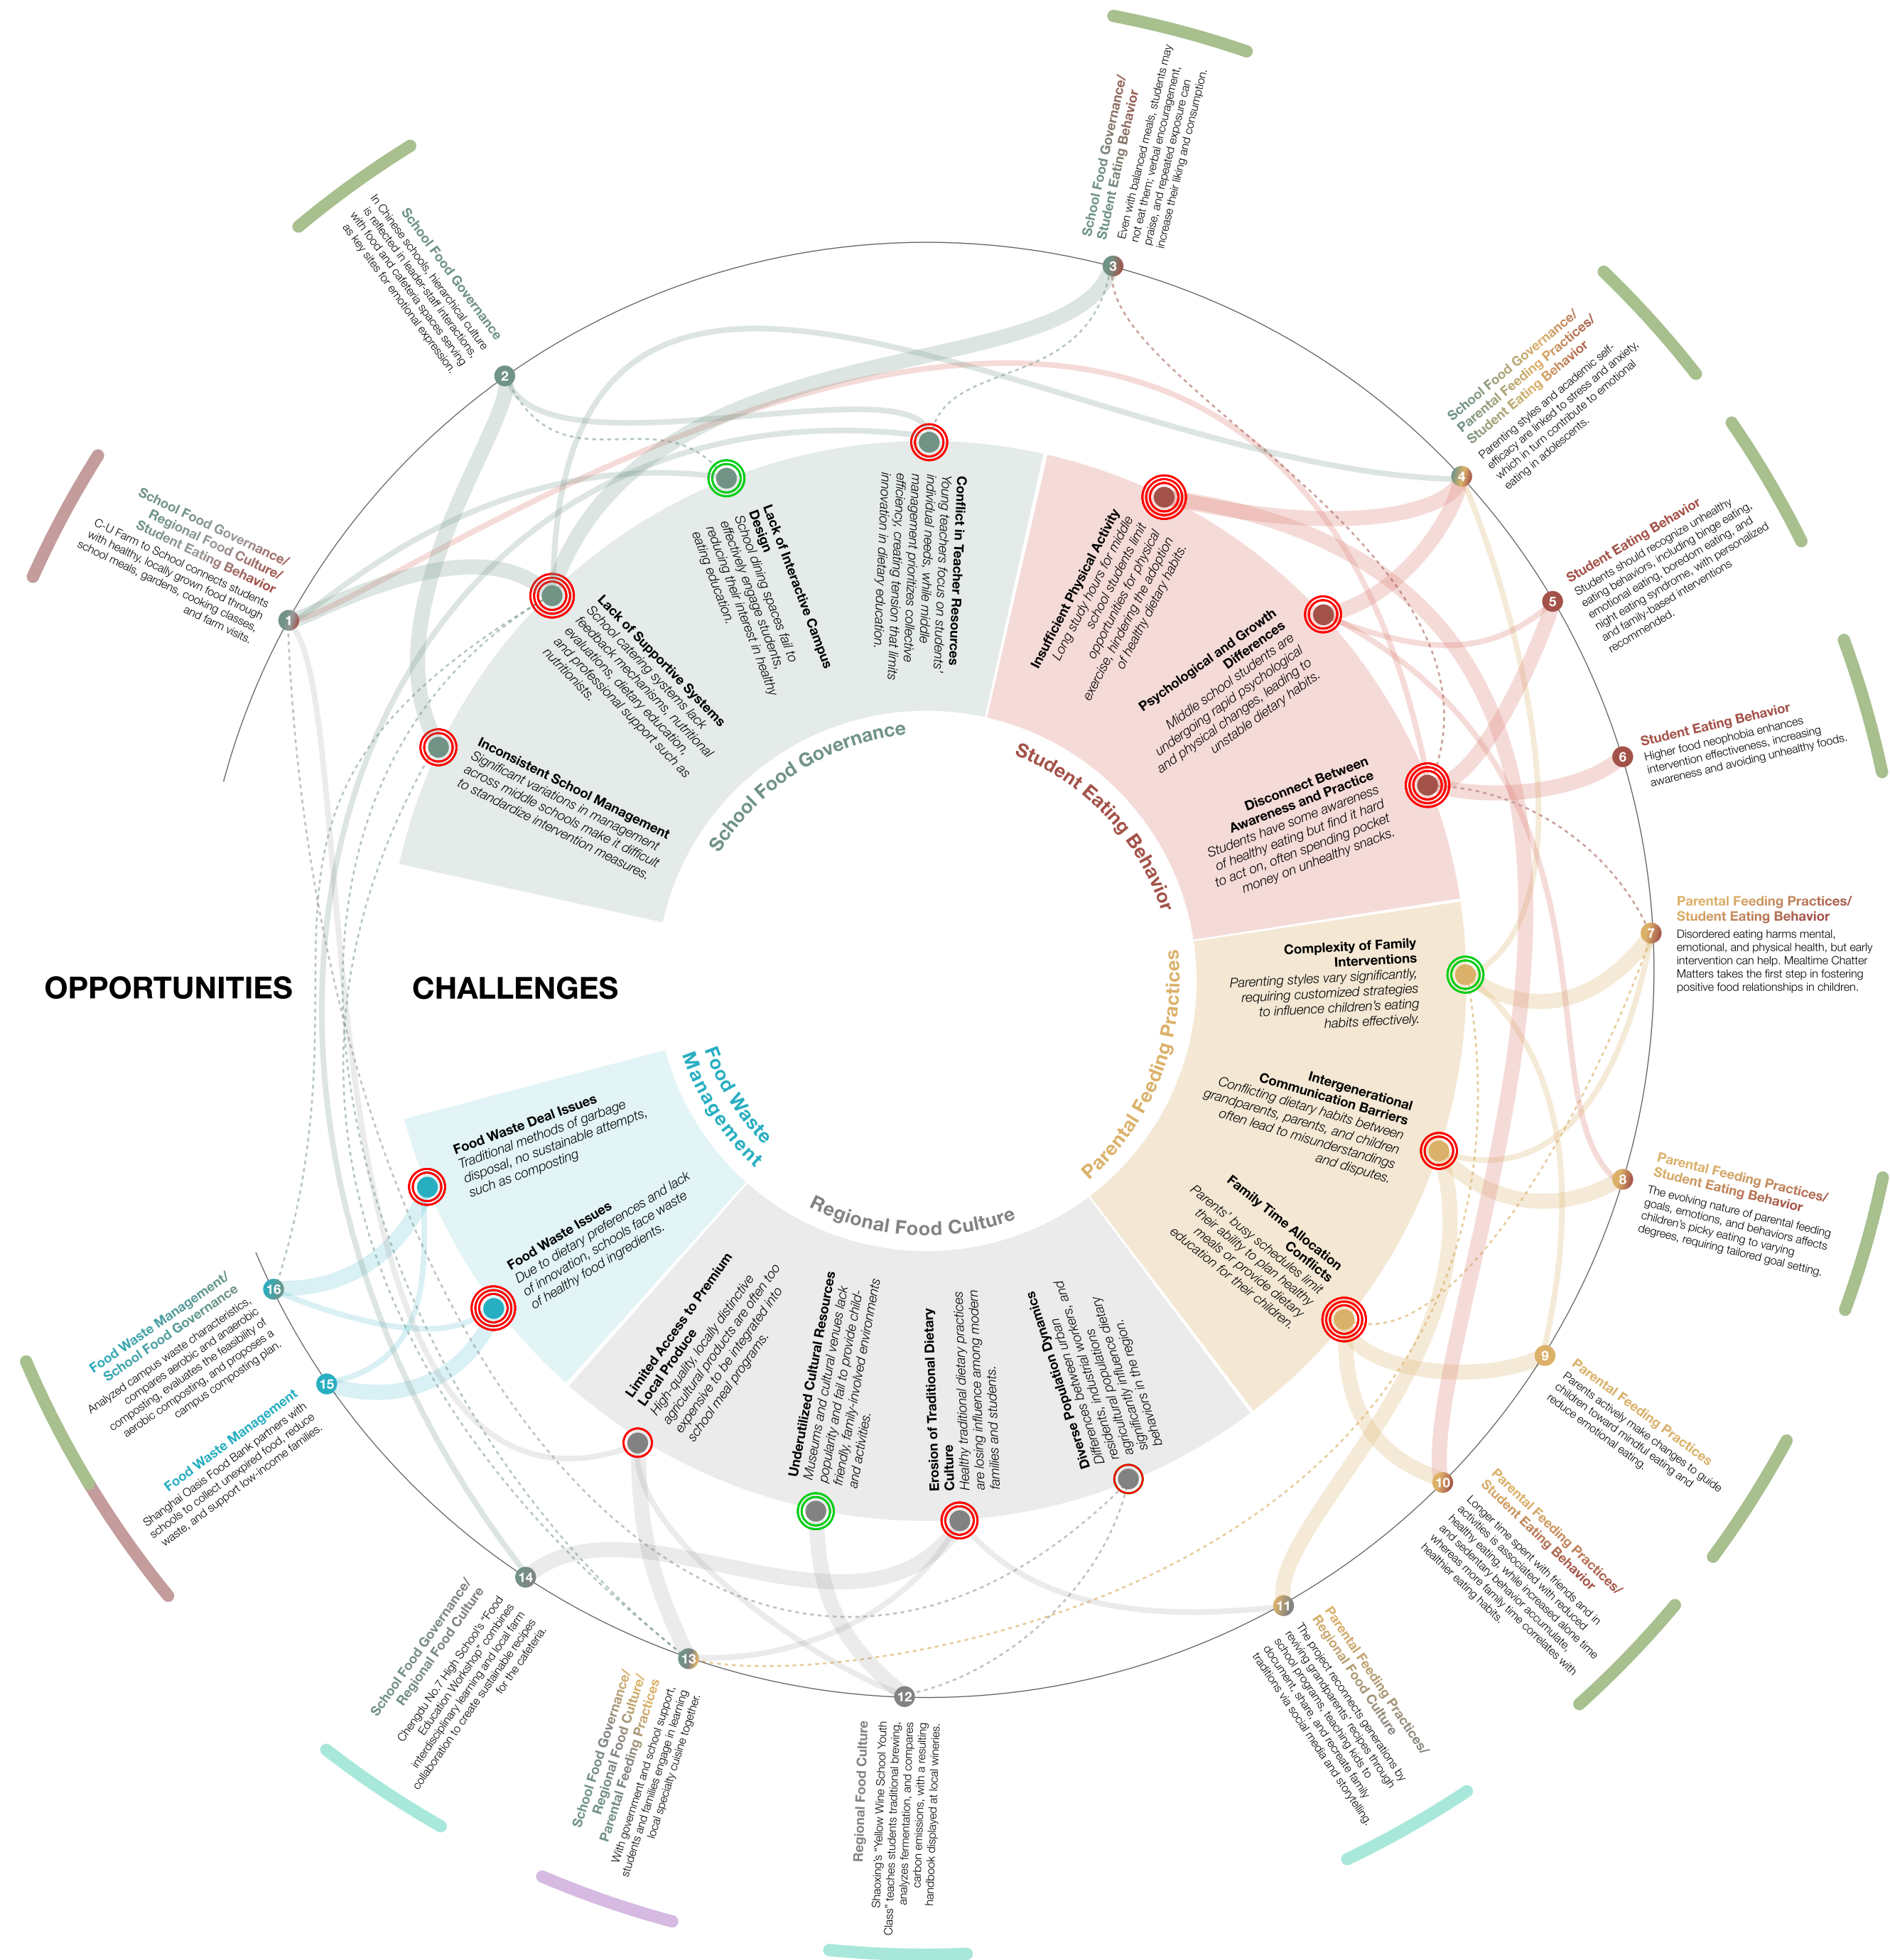 OPPORTUNITIES
CHALLENGES
School Food Governance
Inconsistent School Management
Significant variations in management
across middle schools make it difficult
to standardize intervention measures.
Lack of Supportive Systems
School catering systems lack
feedback mechanisms, nutritional
evaluations, dietary education,
and professional support such as
nutritionists.
Lack of Interactive Campus
Design
School dining spaces fail to
effectively engage students,
reducing their interest in healthy
eating education.
Conflict in Teacher Resources
Young teachers focus on students'
individual needs, while middle
management prioritizes collective
efficiency, creating tension that limits
innovation in dietary education.
Student Eating Behavior
Insufficient Physical Activity
Long study hours for middle
school students limit
opportunities for physical
exercise, hindering the adoption
of healthy dietary habits.
Psychological and Growth
Differences
Middle school students are
undergoing rapid psychological
and physical changes, leading to
unstable dietary habits.
Disconnect Between
Awareness and Practice
Students have some awareness
of healthy eating but find it hard
to act on, often spending pocket
money on unhealthy snacks.
Parental Feeding Practices
Complexity of Family
Interventions
Parenting styles vary significantly,
requiring customized strategies
to influence children's eating
habits effectively.
Intergenerational
Communication Barriers
Conflicting dietary habits between
grandparents, parents, and children
often lead to misunderstandings
and disputes.
Family Time Allocation
Conflicts
Parents' busy schedules limit
their ability to plan healthy
meals or provide dietary
education for their children.
Regional Food Culture
Diverse Population Dynamics
Differences between urban
residents, industrial workers, and
agricultural populations
significantly influence dietary
behaviors in the region.
Erosion of Traditional Dietary
Culture
Healthy traditional dietary practices
are losing influence among modern
families and students.
Underutilized Cultural Resources
Museums and cultural venues lack
popularity and fail to provide child-
friendly, family-involved enviroments
and activities.
Limited Access to Premium
Local Produce
High-quality, locally distinctive
agricultural products are often too
expensive to be integrated into
school meal programs.
Food Waste
Management
Food Waste Issues
Due to dietary preferences and lack
of innovation, schools face waste
of healthy food ingredients.
Food Waste Deal Issues
Traditional methods of garbage
disposal, no sustainable attempts,
such as composting
1
School Food Governance/
Regional Food Culture/
Student Eating Behavior
C-U Farm to School connects students
with healthy, locally grown food through
school meals, gardens, cooking classes,
and farm visits.
2
School Food Governance
In Chinese schools, hierarchical culture
is reflected in leader-staff interactions,
with food and cafeteria spaces serving
as key sites for emotional expression.
3
School Food Governance/
Student Eating Behavior
Even with balanced meals, students may
not eat them; verbal encouragement,
praise, and repeated exposure can
increase their liking and consumption.
4
School Food Governance/
Parental Feeding Practices/
Student Eating Behavior
Parenting styles and academic self-
efficacy are linked to stress and anxiety,
which in turn contribute to emotional
eating in adolescents.
5
Student Eating Behavior
Students should recognize unhealthy
eating behaviors, including binge eating,
emotional eating, boredom eating, and
night eating syndrome, with personalized
and family-based interventions
recommended.
6
Student Eating Behavior
Higher food neophobia enhances
intervention effectiveness, increasing
awareness and avoiding unhealthy foods.
7
Parental Feeding Practices/
Student Eating Behavior
Disordered eating harms mental,
emotional, and physical health, but early
intervention can help. Mealtime Chatter
Matters takes the first step in fostering
positive food relationships in children.
8
Parental Feeding Practices/
Student Eating Behavior
The evolving nature of parental feeding
goals, emotions, and behaviors affects
children's picky eating to varying
degrees, requiring tailored goal setting.
9
Parental Feeding Practices
Parents actively make changes to guide
children toward mindful eating and
reduce emotional eating.
10
Parental Feeding Practices/
Student Eating Behavior
Longer time spent with friends and in
activities is associated with reduced
healthy eating, while increased alone time
and sedentary behavior accumulate,
whereas more family time correlates with
healthier eating habits.
11
Parental Feeding Practices/
Regional Food Culture
The project reconnects generations by
reviving grandparents' recipes through
school programs, teaching kids to
document, share, and recreate family
traditions via social media and storytelling.
12
Regional Food Culture
Shaoxing's "Yellow Wine School Youth
Class" teaches students traditional brewing,
analyzes fermentation, and compares
carbon emissions, with a resulting
handbook displayed at local wineries.
13
School Food Governance/
Regional Food Culture/
Parental Feeding Practices
With government and school support,
students and families engage in learning
local specialty cuisine together.
14
School Food Governance/
Regional Food Culture
Chengdu No.7 High School's "Food
Education Workshop" combines
interdisciplinary learning and local farm
collaboration to create sustainable recipes
for the cafeteria.
15
Food Waste Management
Shanghai Oasis Food Bank partners with
schools to collect unexpired food, reduce
waste, and support low-income families.
16
Food Waste Management/
School Food Governance
Analyzed campus waste characteristics,
compares aerobic and anaerobic
composting, evaluates the feasibility of
aerobic composting, and proposes a
campus composting plan.